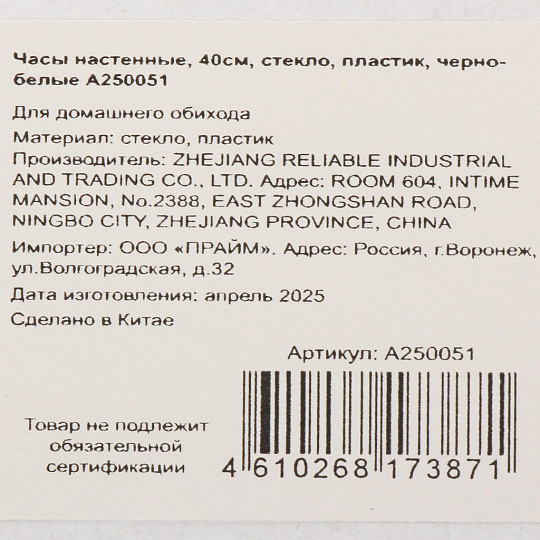 Часы настенные, 40см, стекло, пластик, черно-
белые А250051
Для домашнего обихода
Материал: стекло, пластик
Производитель: ZHEJIANG RELIABLE INDUSTRIAL
AND TRADING CO., LTD. Адрес: ROOM 604, INTIME
MANSION, No.2388, EAST ZHONGSHAN ROAD,
NINGBO CITY, ZHEJIANG PROVINCE, CHINA
Импортер: ООО «ПРАЙМ». Адрес: Россия, г.Воронеж,
ул.Волгоградская, д.32
Дата изготовления: апрель 2025
Сделано в Китае
Артикул: А250051
Товар не подлежит
обязательной
сертификации
4 610268 173871